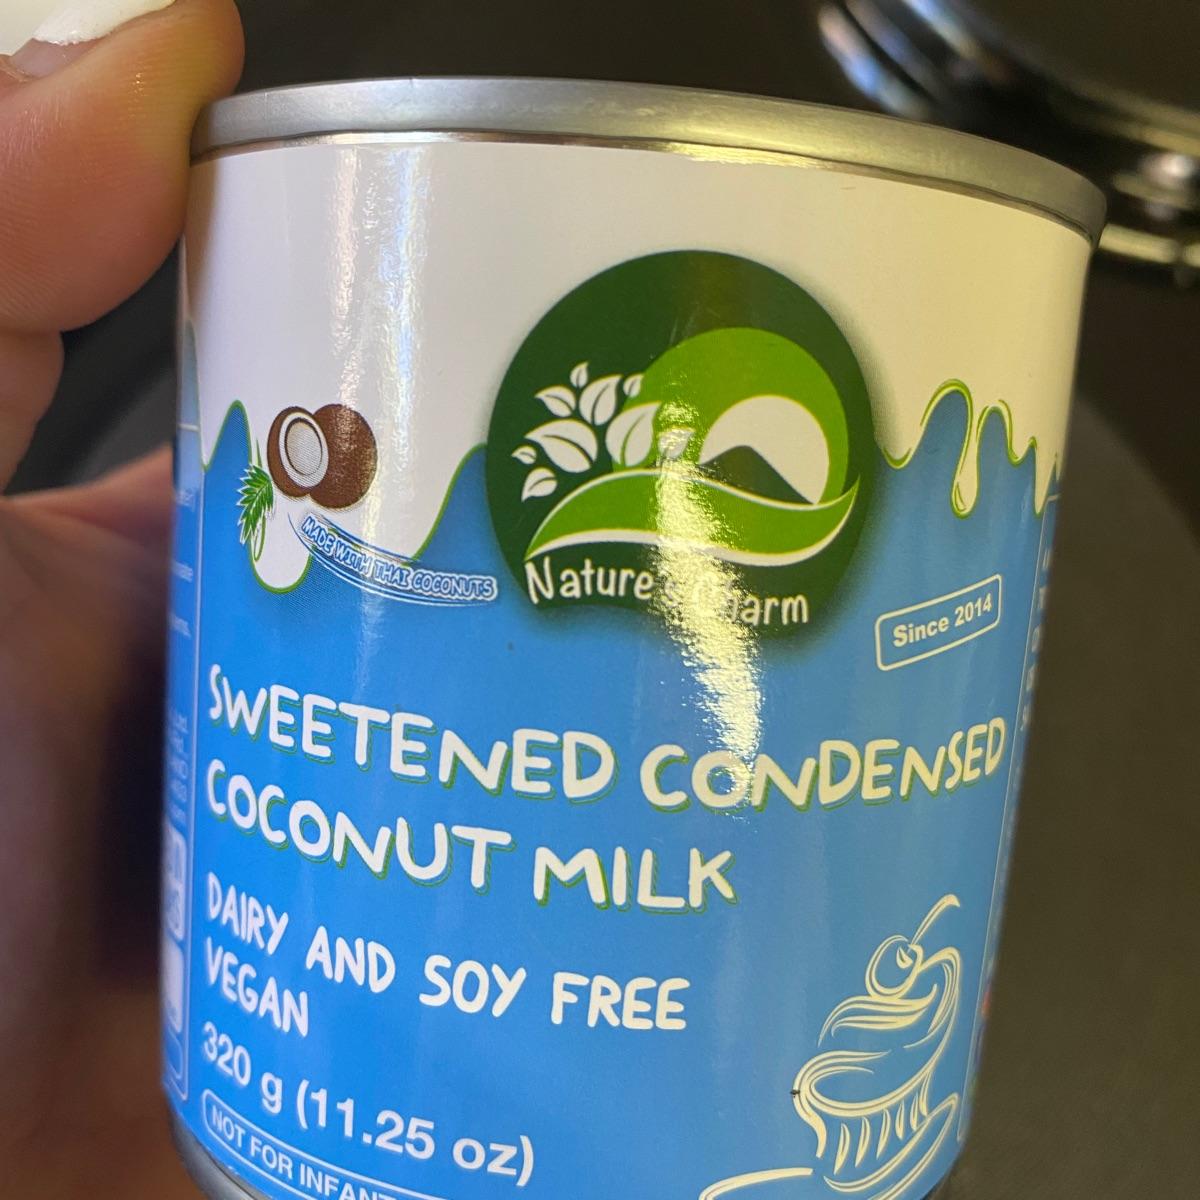 MADE WITH THAI COCONUTS
Nature's Charm
Since 2014
SWEETENED CONDENSED
COCONUT MILK
DAIRY AND SOY FREE
VEGAN
320 g (11.25 oz)
NOT FOR INFANT